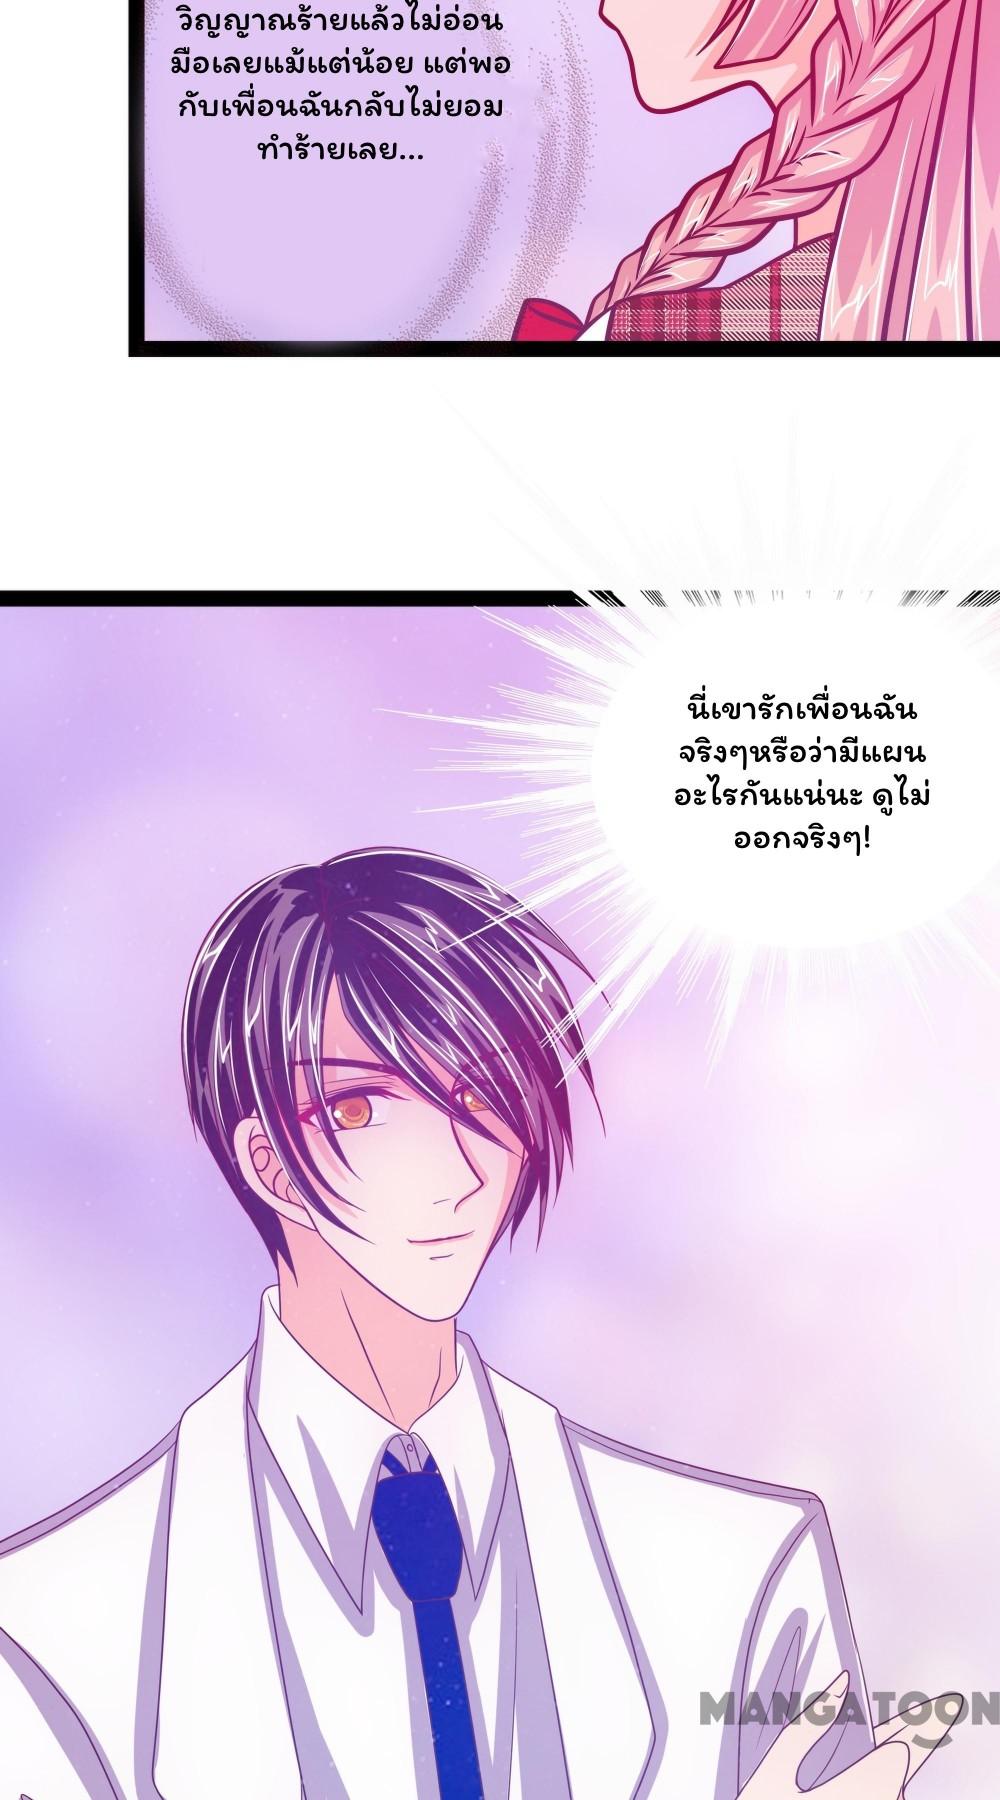 วิญญาณร้ายแล้วไม่อ่อน
มือเลยแม้แต่น้อย แต่พอ
กับเพื่อนฉันกลับไม่ยอม
ทำร้ายเลย...
นี่เขารักเพื่อนฉัน
จริงๆหรือว่ามีแผน
อะไรกันแน่นะ ดูไม่
ออกจริงๆ!
MANGATOON